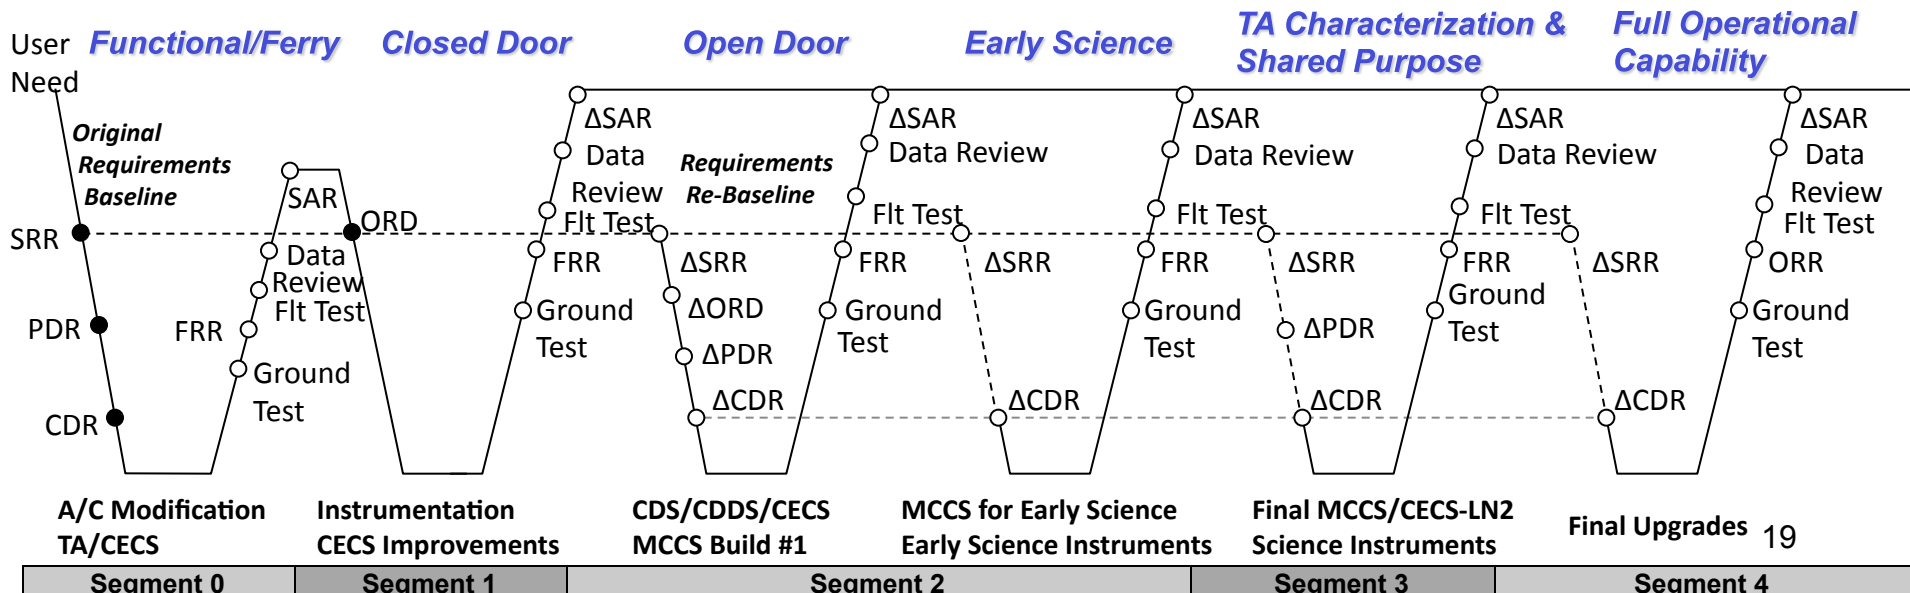 User
Need
Functional/Ferry
Closed Door
Open Door
Early Science
TA Characterization &
Shared Purpose
Full Operational
Capability
Original
Requirements
Baseline
SRR
PDR
CDR
SAR
Data
Review
Flt Test
FRR
Ground
Test
ORD
ΔSAR
Data
Review
Flt Test
FRR
Ground
Test
Requirements
Re-Baseline
ΔSRR
ΔORD
ΔPDR
ΔCDR
ΔSAR
Data Review
Flt Test
FRR
Ground
Test
ΔSRR
ΔCDR
ΔSAR
Data Review
Flt Test
FRR
Ground
Test
ΔSRR
ΔPDR
ΔCDR
ΔSAR
Data Review
Flt Test
FRR
Ground
Test
ΔSRR
ΔCDR
ΔSAR
Data
Review
Flt Test
ORR
Ground
Test
A/C Modification
TA/CECS
Instrumentation
CECS Improvements
CDS/CDDS/CECS
MCCS Build #1
MCCS for Early Science
Early Science Instruments
Final MCCS/CECS-LN2
Science Instruments
Final Upgrades
19
Segment 0
Segment 1
Segment 2
Segment 3
Segment 4